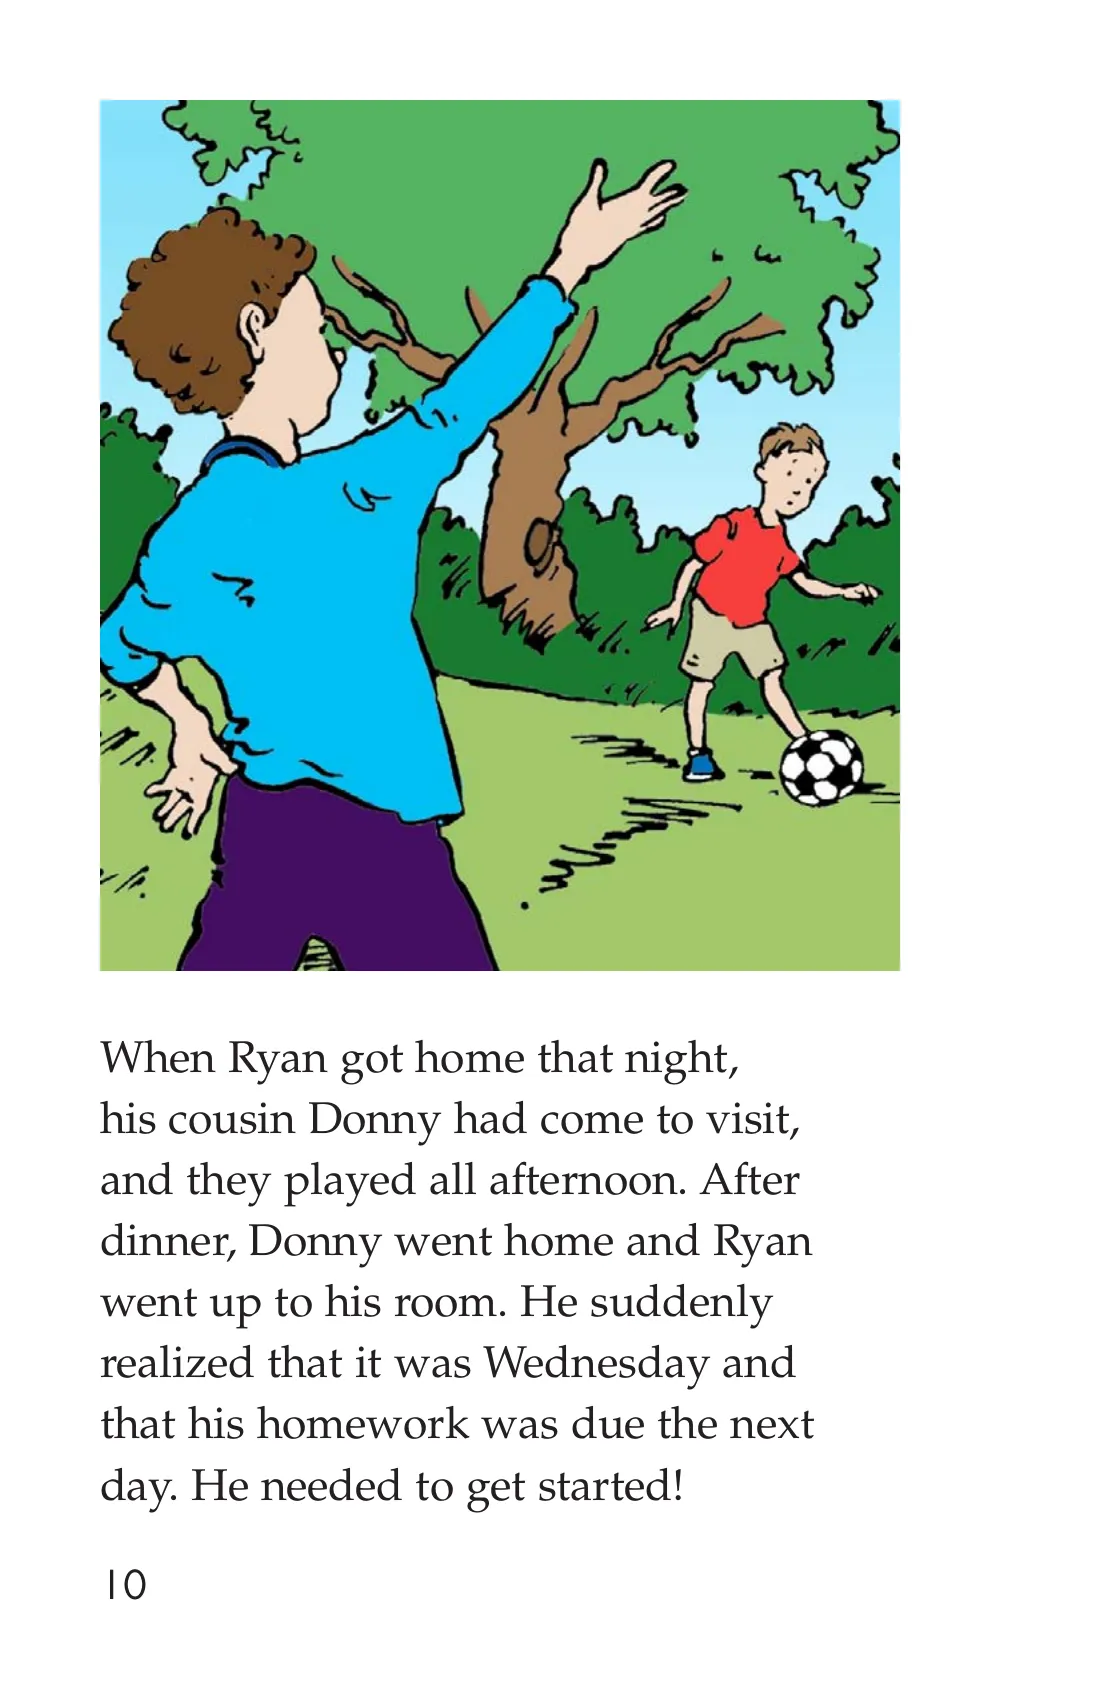 When Ryan got home that night,
his cousin Donny had come to visit,
and they played all afternoon. After
dinner, Donny went home and Ryan
went up to his room. He suddenly
realized that it was Wednesday and
that his homework was due the next
day. He needed to get started!
10